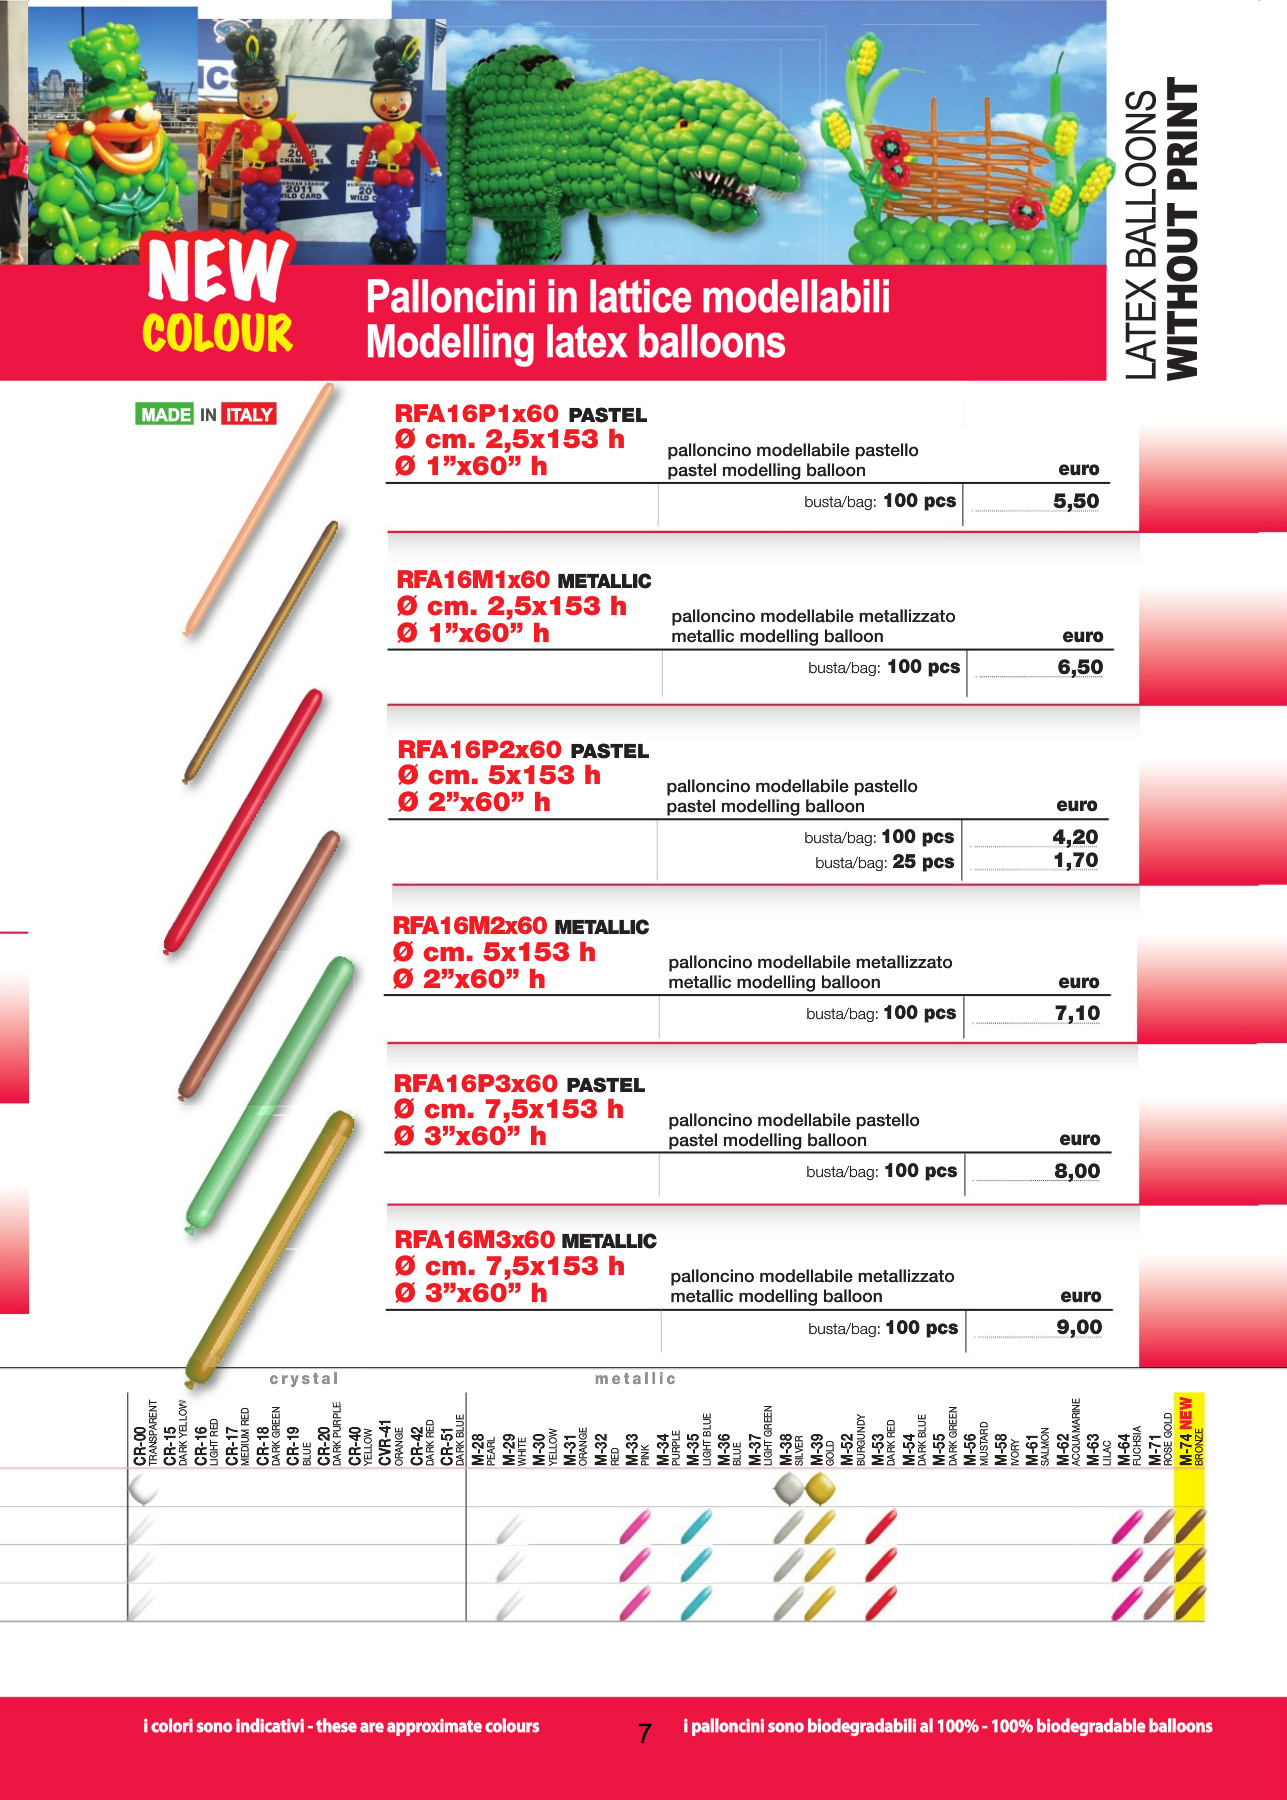 LATEX BALLOONS
WITHOUT PRINT
NEW
COLOUR
Palloncini in lattice modellabili
Modelling latex balloons
MADE IN ITALY
RFA16P1x60 PASTEL
Ø cm. 2,5x153 h
Ø 1”x60” h
palloncino modellabile pastello
pastel modelling balloon
euro
busta/bag: 100 pcs 5,50
RFA16M1x60 METALLIC
Ø cm. 2,5x153 h
Ø 1”x60” h
palloncino modellabile metallizzato
metallic modelling balloon
euro
busta/bag: 100 pcs 6,50
RFA16P2x60 PASTEL
Ø cm. 5x153 h
Ø 2”x60” h
palloncino modellabile pastello
pastel modelling balloon
euro
busta/bag: 100 pcs 4,20
busta/bag: 25 pcs 1,70
RFA16M2x60 METALLIC
Ø cm. 5x153 h
Ø 2”x60” h
palloncino modellabile metallizzato
metallic modelling balloon
euro
busta/bag: 100 pcs 7,10
RFA16P3x60 PASTEL
Ø cm. 7,5x153 h
Ø 3”x60” h
palloncino modellabile pastello
pastel modelling balloon
euro
busta/bag: 100 pcs 8,00
RFA16M3x60 METALLIC
Ø cm. 7,5x153 h
Ø 3”x60” h
palloncino modellabile metallizzato
metallic modelling balloon
euro
busta/bag: 100 pcs 9,00
crystal
metallic
CR-00
TRANSPARENT
CR-15
DARK YELLOW
CR-16
LIGHT RED
CR-17
MEDIUM RED
CR-18
DARK GREEN
CR-19
BLUE
CR-20
DARK PURPLE
CR-40
YELLOW
CVR-41
ORANGE
CR-42
DARK RED
CR-51
DARK BLUE
M-28
PEARL
M-29
WHITE
M-30
YELLOW
M-31
ORANGE
M-32
RED
M-33
PINK
M-34
PURPLE
M-35
LIGHT BLUE
M-36
BLUE
M-37
LIGHT GREEN
M-38
SILVER
M-39
GOLD
M-52
BURGUNDY
M-53
DARK RED
M-54
DARK BLUE
M-55
DARK GREEN
M-56
MUSTARD
M-58
IVORY
M-61
SALMON
M-62
ACQUAMARINE
M-63
LILAC
M-64
FUCHSIA
M-71
ROSE GOLD
M-74 NEW
BRONZE
i colori sono indicativi - these are approximate colours
7
i palloncini sono biodegradabili al 100% - 100% biodegradable balloons